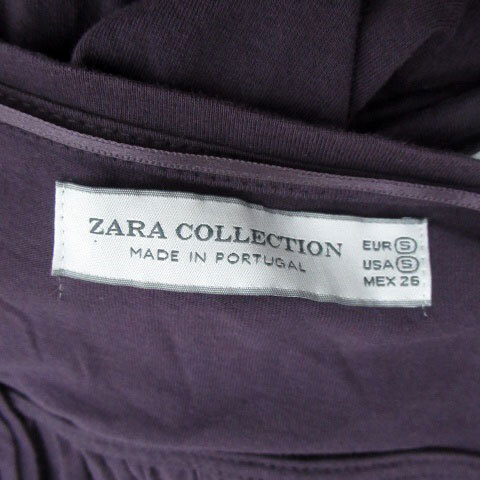 ZARA COLLECTION
MADE IN PORTUGAL
EUR S
USA S
MEX 26